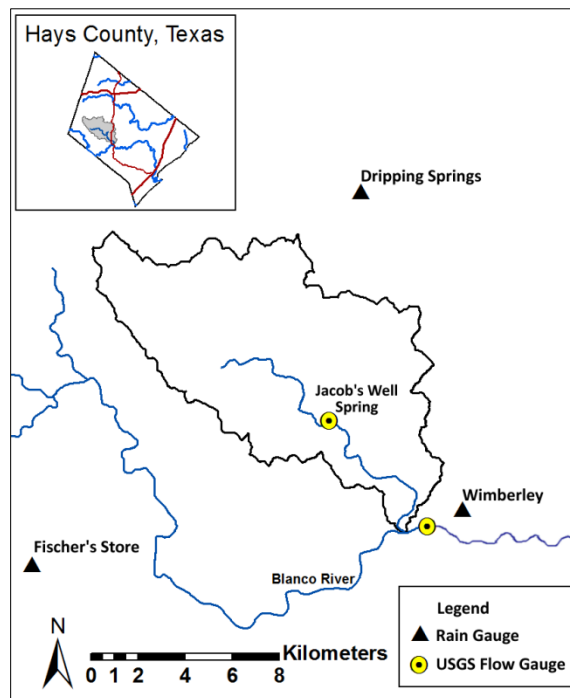 Hays County, Texas
Dripping Springs
Jacob's Well
Spring
Wimberley
Fischer's Store
Blanco River
N
Kilometers
0 1 2 4 6 8
Legend
Rain Gauge
USGS Flow Gauge